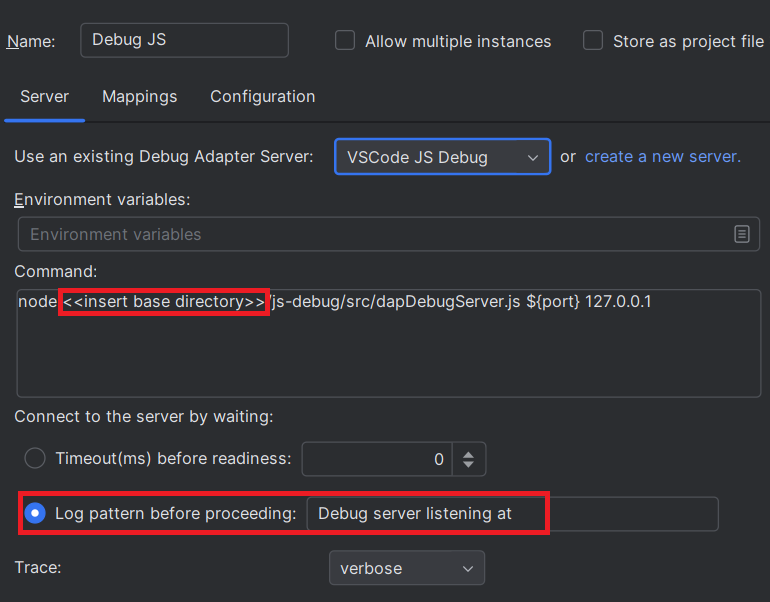 Name: Debug JS Allow multiple instances Store as project file
Server Mappings Configuration
Use an existing Debug Adapter Server: VSCode JS Debug or create a new server.
Environment variables:
Environment variables
Command:
node <<insert base directory>>/js-debug/src/dapDebugServer.js ${port} 127.0.0.1
Connect to the server by waiting:
Timeout(ms) before readiness: 0
Log pattern before proceeding: Debug server listening at
Trace: verbose